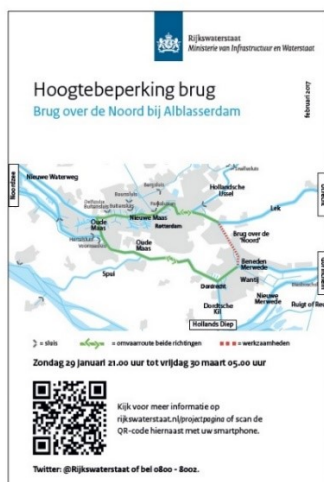 Rijkswaterstaat
Ministerie van Infrastructuur en Waterstaat
Hoogtebeperking brug
Brug over de Noord bij Alblasserdam
februari 2017
Noordzee
Nieuwe Waterweg
Hollandsche
IJssel
Lek
Oude
Maas
Nieuwe Maas
Rotterdam
Brug over de
'Noord'
Oude
Maas
Beneden
Merwede
Spui
Dordrecht
Wantij
Dordtsche
Kil
Nieuwe
Merwede
Hollands Diep
= sluis
= omvaarroute beide richtingen
= werkzaamheden
Zondag 29 januari 21.00 uur tot vrijdag 30 maart 05.00 uur
Kijk voor meer informatie op
rijkswaterstaat.nl/projectpagina of scan de
QR-code hiernaast met uw smartphone.
Twitter: @Rijkswaterstaat of bel 0800 - 8002.